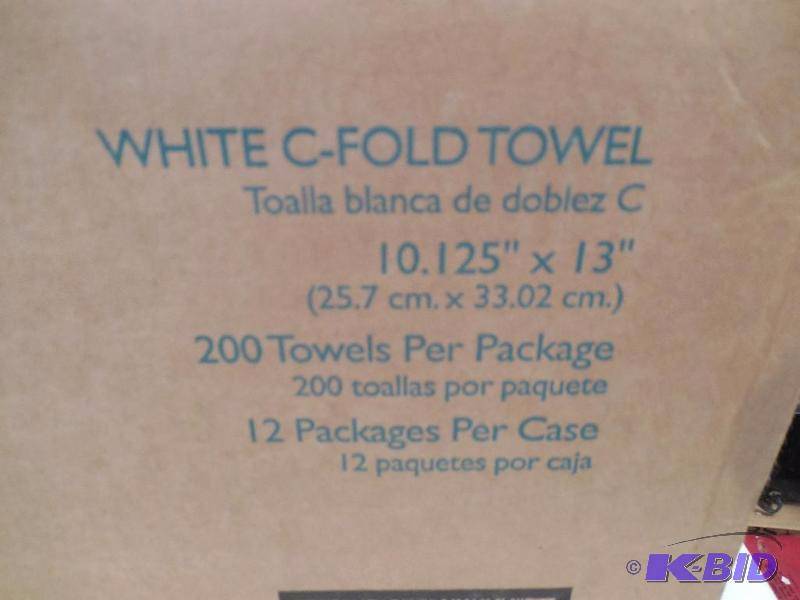 WHITE C-FOLD TOWEL
Toalla blanca de doblez C
10.125" x 13"
(25.7 cm. x 33.02 cm.)
200 Towels Per Package
200 toallas por paquete
12 Packages Per Case
12 paquetes por caja
© K-BID